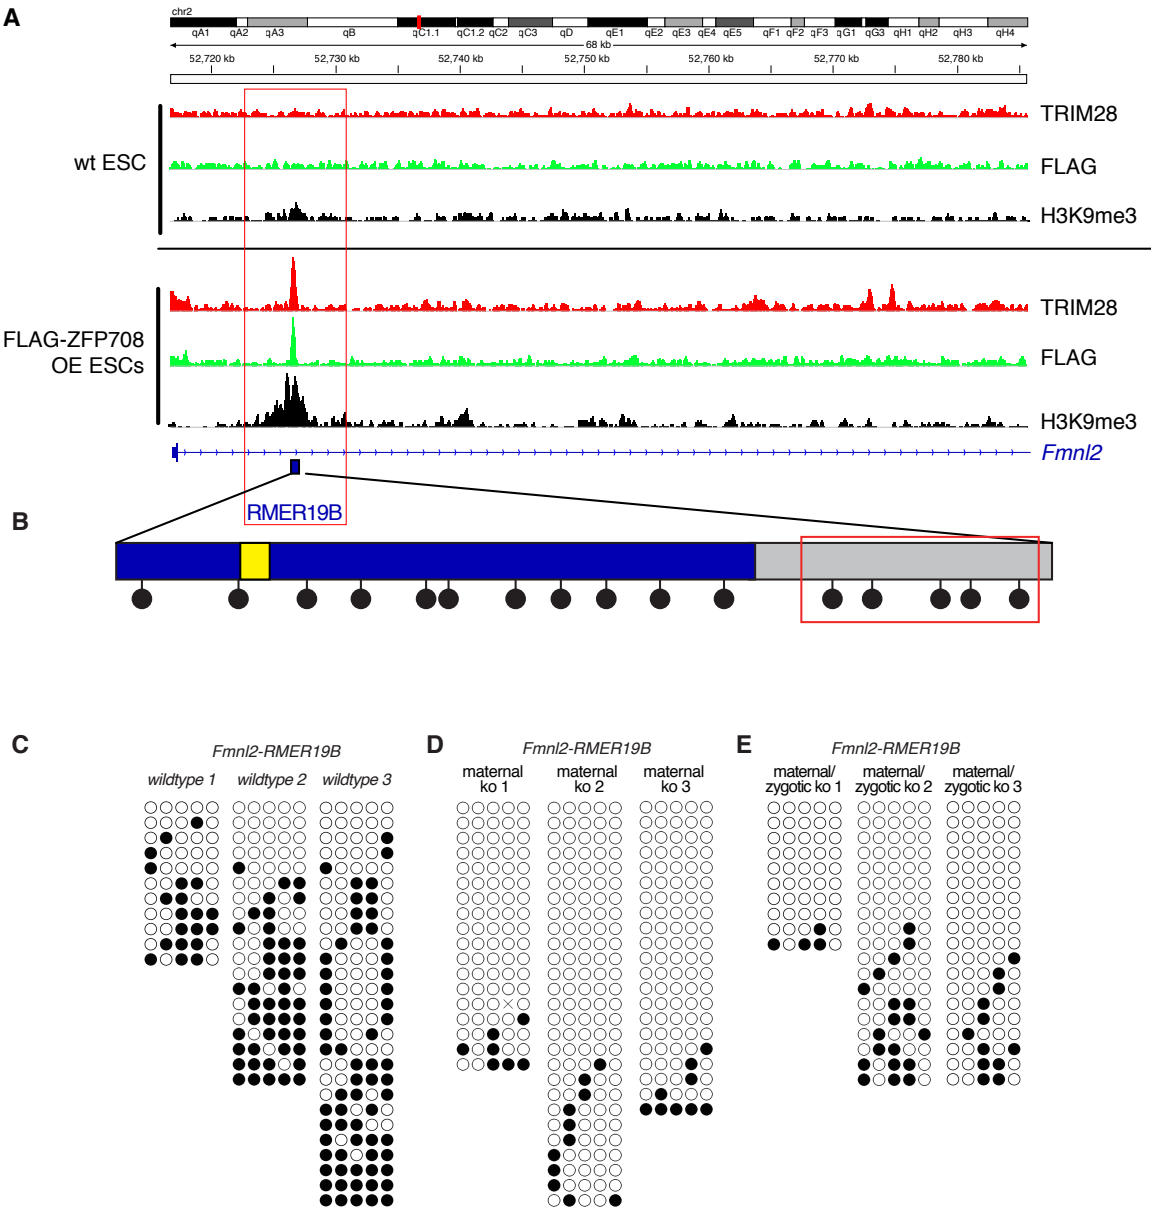 A
chr2
qA1 qA2 qA3 qB qC1.1 qC1.2 qC2 qC3 qD qE1 qE2 qE3 qE4 qE5 qF1 qF2 qF3 qG1 qG3 qH1 qH2 qH3 qH4
68 kb
52,720 kb 52,730 kb 52,740 kb 52,750 kb 52,760 kb 52,770 kb 52,780 kb
TRIM28
wt ESC
FLAG
H3K9me3
TRIM28
FLAG-ZFP708
OE ESCs
FLAG
H3K9me3
Fmnl2
RMER19B
B
C
Fmnl2-RMER19B
wildtype 1 wildtype 2 wildtype 3
D
Fmnl2-RMER19B
maternal maternal maternal
ko 1 ko 2 ko 3
E
Fmnl2-RMER19B
maternal/ maternal/ maternal/
zygotic ko 1 zygotic ko 2 zygotic ko 3